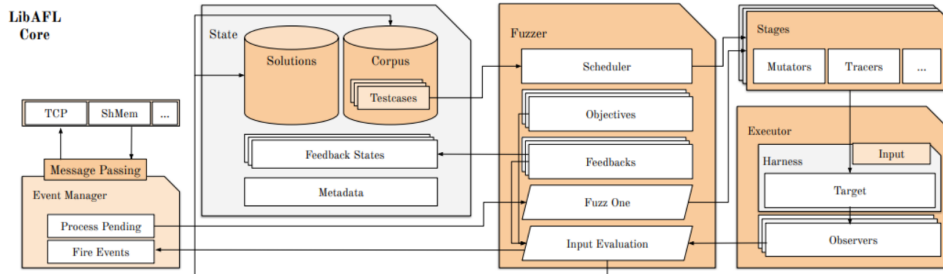 LibAFL
Core
State
Solutions
Corpus
Testcases
Feedback States
Metadata
TCP
ShMem
...
Message Passing
Event Manager
Process Pending
Fire Events
Fuzzer
Scheduler
Objectives
Feedbacks
Fuzz One
Input Evaluation
Stages
Mutators
Tracers
...
Executor
Harness
Input
Target
Observers